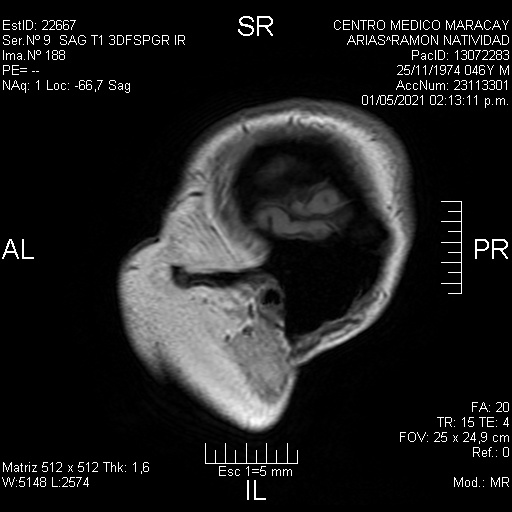 EstID: 22667
Ser.Nº 9 SAG T1 3DFSPGR IR
Ima.Nº 188
PE= --
NAq: 1 Loc: -66,7 Sag
SR
CENTRO MEDICO MARACAY
ARIAS^RAMON NATIVIDAD
PacID: 13072283
25/11/1974 046Y M
AccNum: 23113301
01/05/2021 02:13:11 p.m.
AL
PR
FA: 20
TR: 15 TE: 4
FOV: 25 x 24,9 cm
Ref.: 0
Matriz 512 x 512 Thk: 1,6
W:5148 L:2574
Esc 1=5 mm
IL
Mod.: MR